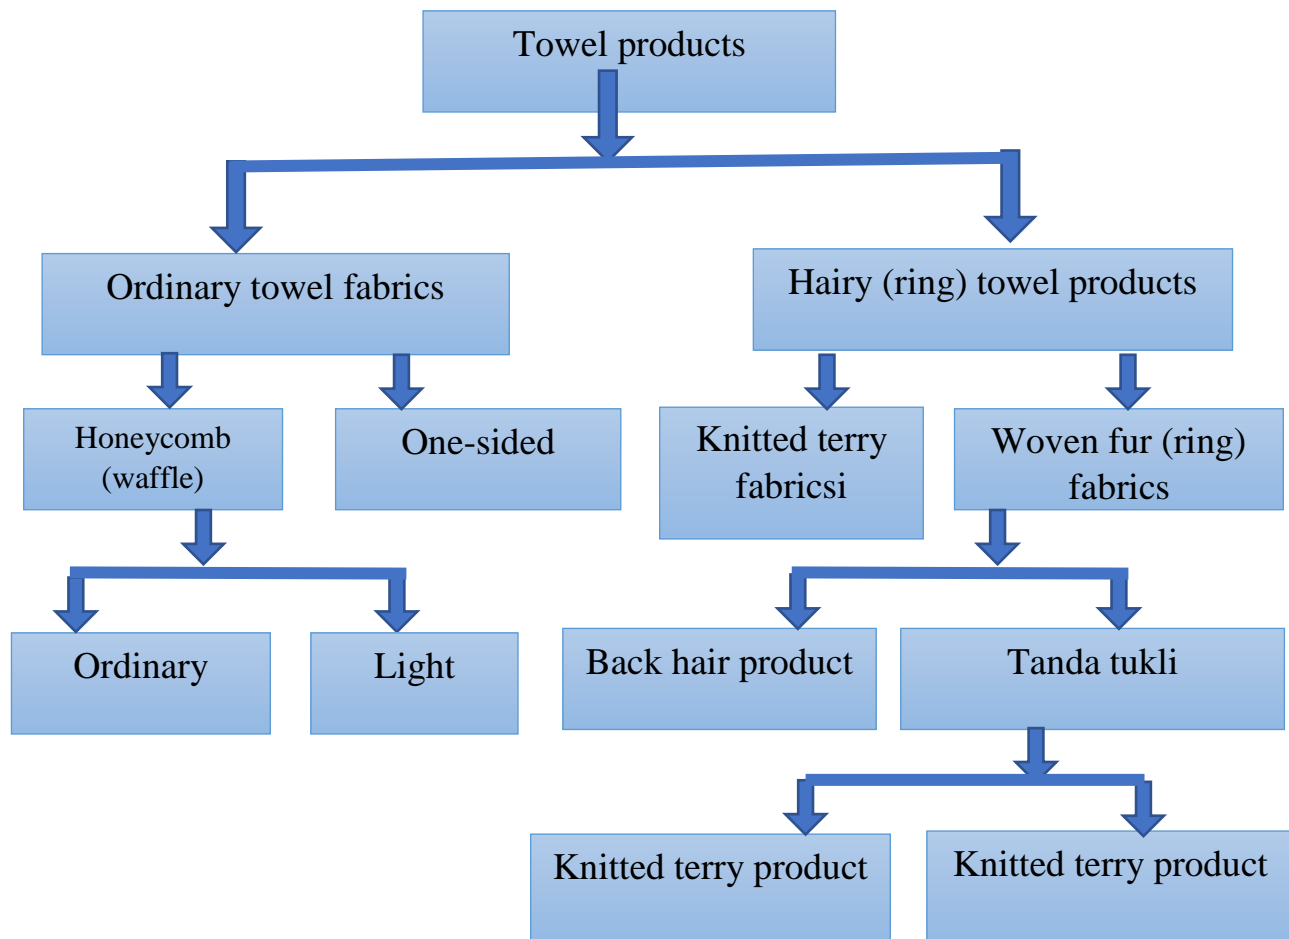 Towel products
Ordinary towel fabrics
Hairy (ring) towel products
Honeycomb
(waffle)
One-sided
Knitted terry
fabricsi
Woven fur (ring)
fabrics
Ordinary
Light
Back hair product
Tanda tukli
Knitted terry product
Knitted terry product